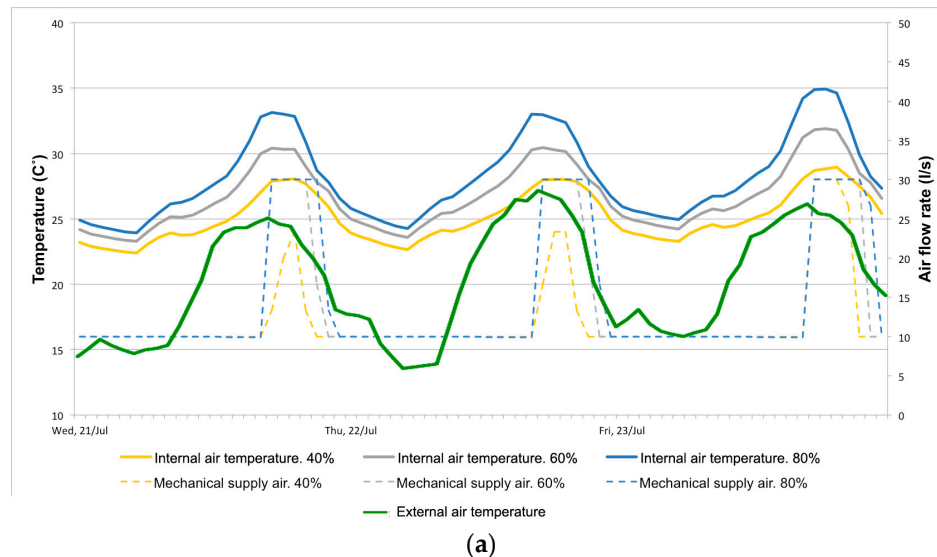 40
35
30
25
20
15
10
Temperature (C˚)
50
45
40
35
30
25
20
15
10
5
0
Air flow rate (l/s)
Wed, 21/Jul
Thu, 22/Jul
Fri, 23/Jul
Internal air temperature. 40%
Internal air temperature. 60%
Internal air temperature. 80%
Mechanical supply air. 40%
Mechanical supply air. 60%
Mechanical supply air. 80%
External air temperature
(a)